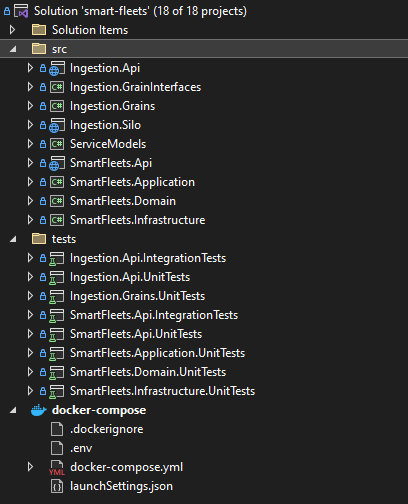 Solution 'smart-fleets' (18 of 18 projects)
Solution Items
src
Ingestion.Api
Ingestion.GrainInterfaces
Ingestion.Grains
Ingestion.Silo
ServiceModels
SmartFleets.Api
SmartFleets.Application
SmartFleets.Domain
SmartFleets.Infrastructure
tests
Ingestion.Api.IntegrationTests
Ingestion.Api.UnitTests
Ingestion.Grains.UnitTests
SmartFleets.Api.IntegrationTests
SmartFleets.Api.UnitTests
SmartFleets.Application.UnitTests
SmartFleets.Domain.UnitTests
SmartFleets.Infrastructure.UnitTests
docker-compose
.dockerignore
.env
YML docker-compose.yml
launchSettings.json